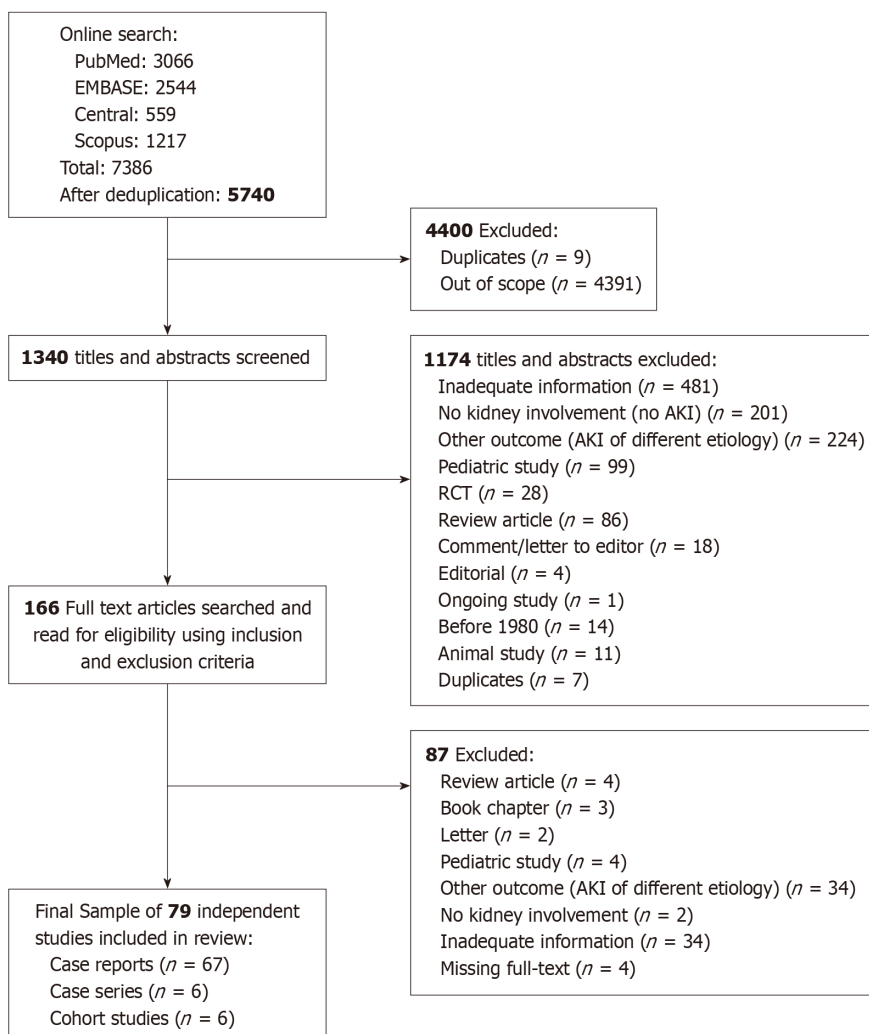 Online search:
PubMed: 3066
EMBASE: 2544
Central: 559
Scopus: 1217
Total: 7386
After deduplication: 5740
4400 Excluded:
Duplicates (n = 9)
Out of scope (n = 4391)
1340 titles and abstracts screened
1174 titles and abstracts excluded:
Inadequate information (n = 481)
No kidney involvement (no AKI) (n = 201)
Other outcome (AKI of different etiology) (n = 224)
Pediatric study (n = 99)
RCT (n = 28)
Review article (n = 86)
Comment/letter to editor (n = 18)
Editorial (n = 4)
Ongoing study (n = 1)
Before 1980 (n = 14)
Animal study (n = 11)
Duplicates (n = 7)
166 Full text articles searched and
read for eligibility using inclusion
and exclusion criteria
87 Excluded:
Review article (n = 4)
Book chapter (n = 3)
Letter (n = 2)
Pediatric study (n = 4)
Other outcome (AKI of different etiology) (n = 34)
No kidney involvement (n = 2)
Inadequate information (n = 34)
Missing full-text (n = 4)
Final Sample of 79 independent
studies included in review:
Case reports (n = 67)
Case series (n = 6)
Cohort studies (n = 6)